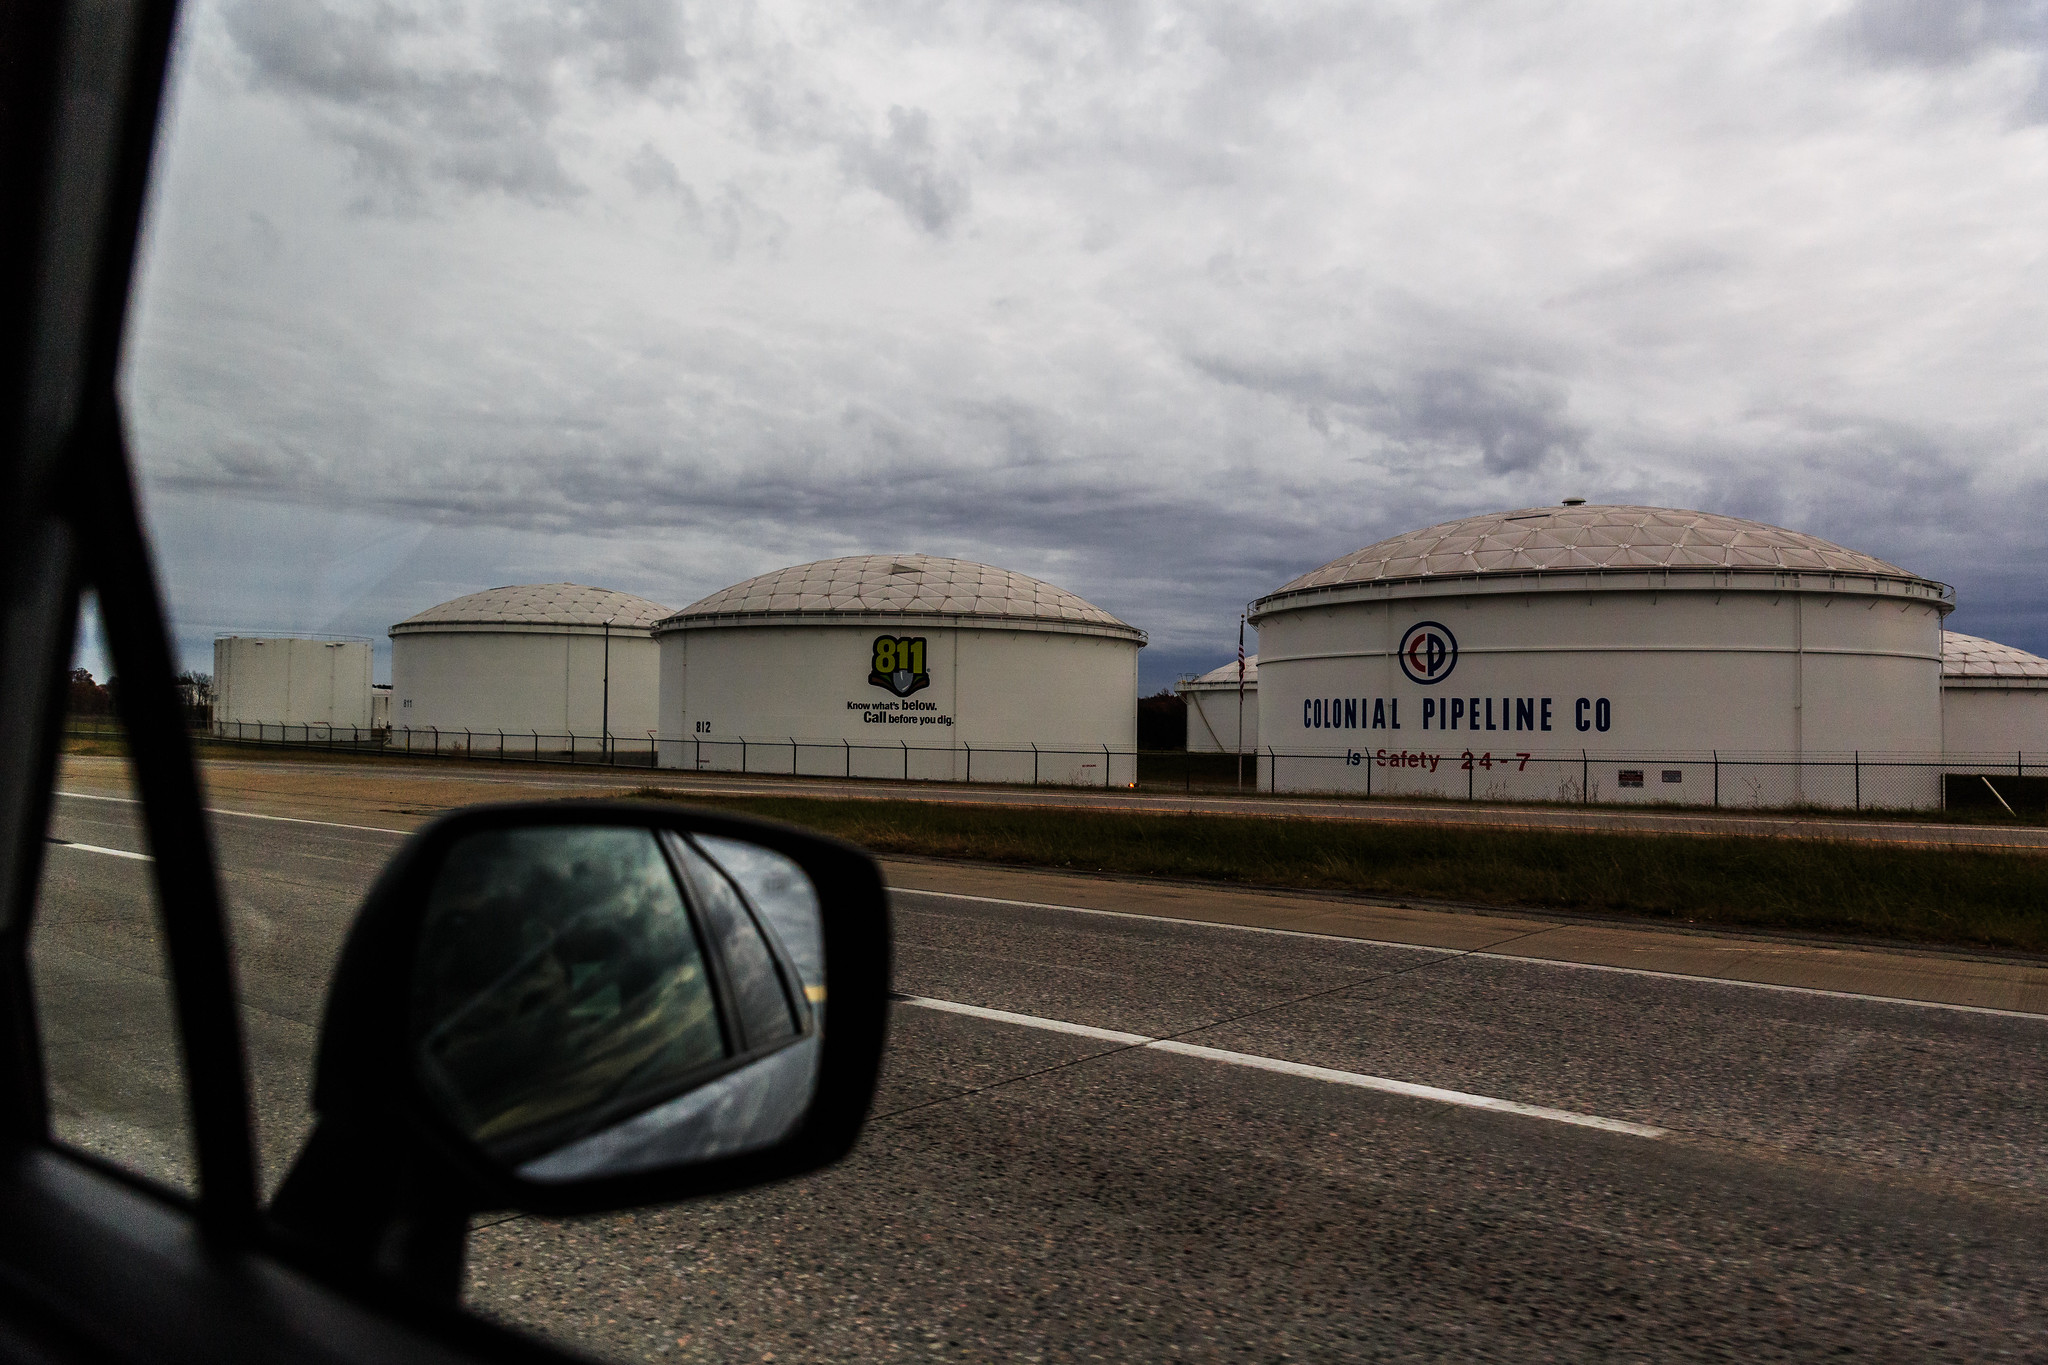 811
812
811
Know what's below.
Call before you dig.
CP
COLONIAL PIPELINE CO
is Safety 24-7